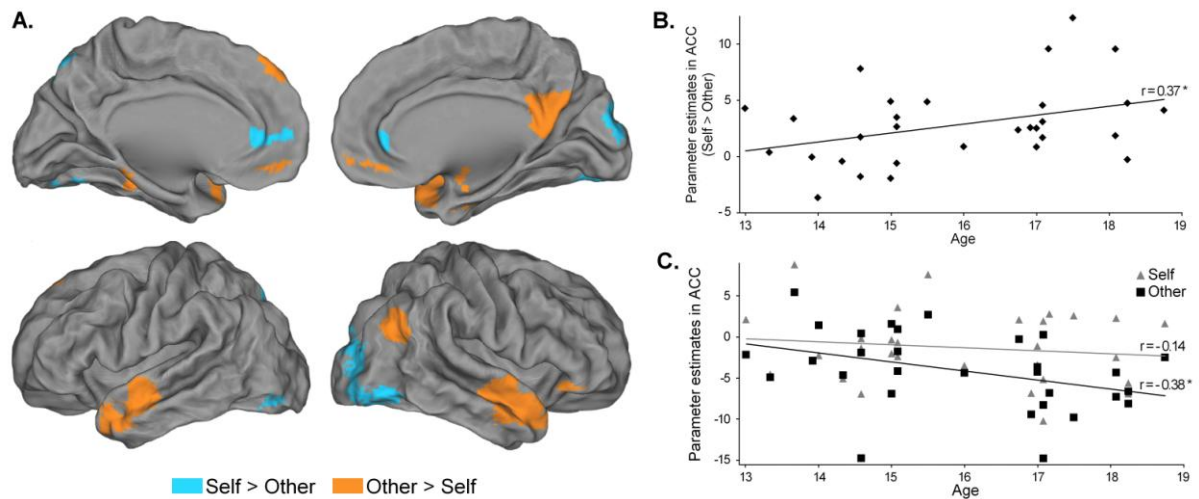 A.
Self > Other
Other > Self
B.
Parameter estimates in ACC
(Self > Other)
10
5
0
-5
r = 0.37 *
13 14 15 16 17 18 19
Age
C.
Parameter estimates in ACC
Self
Other
5
0
-5
-10
-15
r = -0.14
r = -0.38 *
13 14 15 16 17 18 19
Age